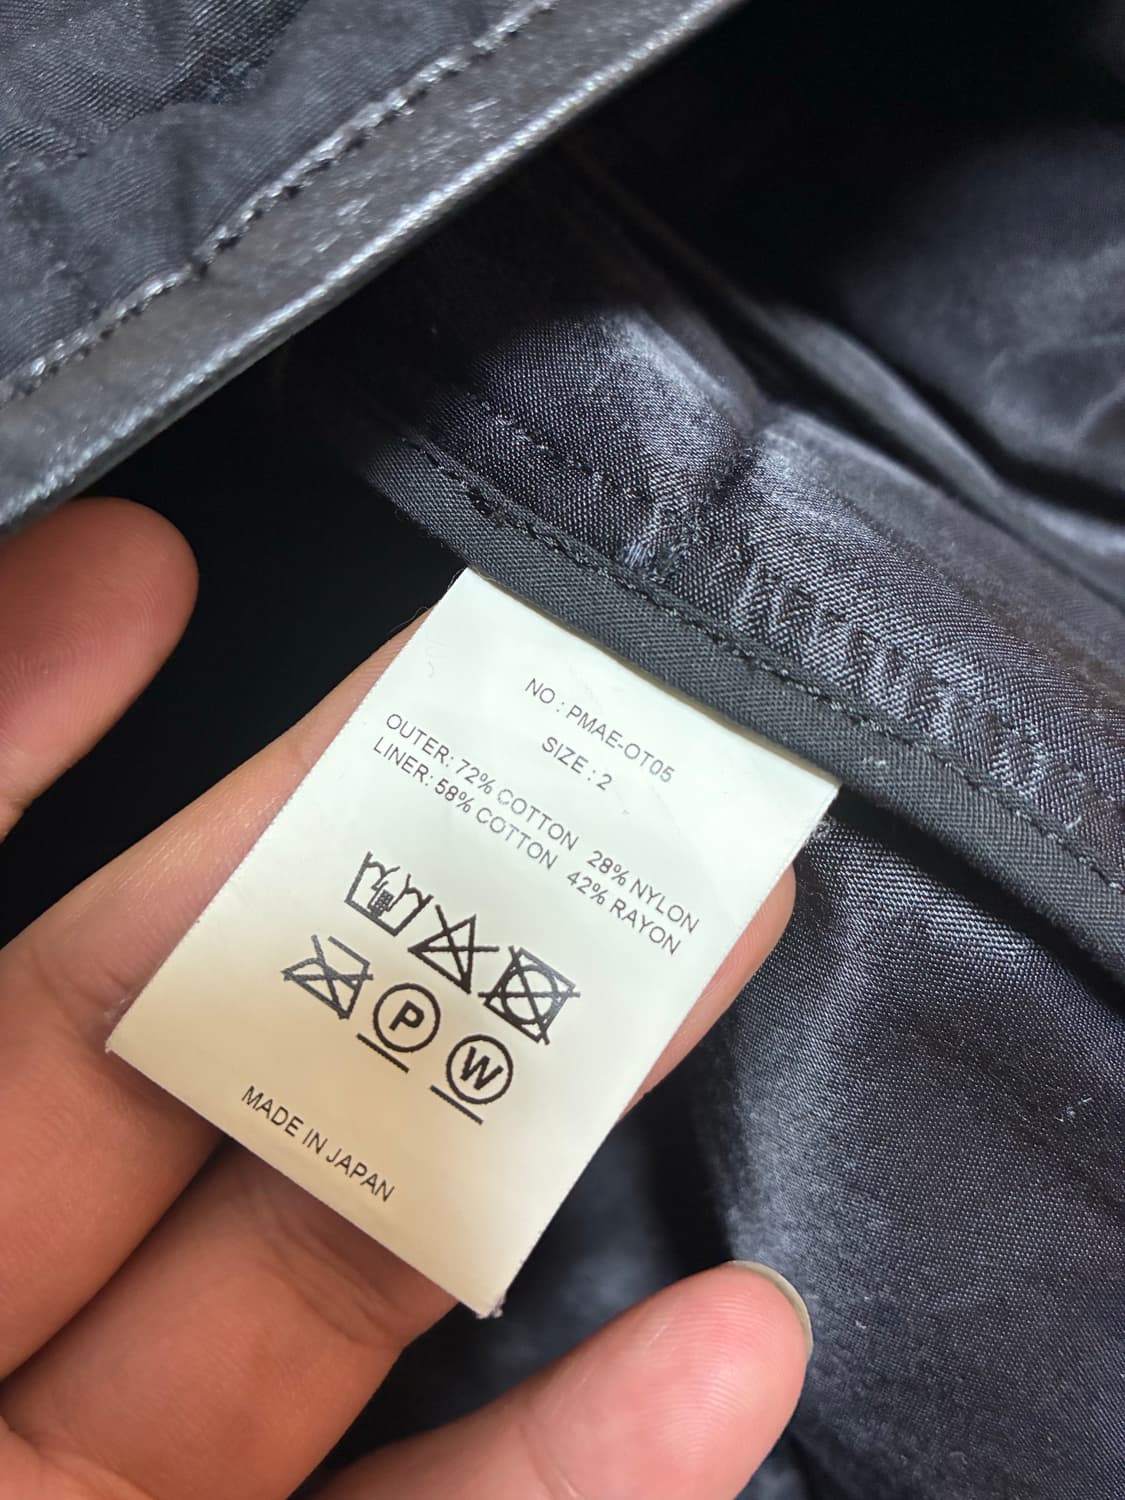 NO : PMAE-OT05
SIZE : 2
OUTER: 72% COTTON 28% NYLON
LINER: 58% COTTON 42% RAYON
P W
MADE IN JAPAN